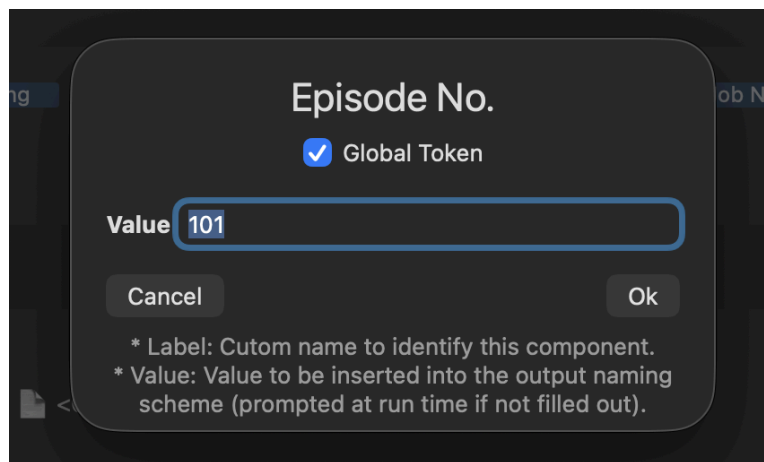 Episode No.
ng
ob N
Global Token
Value 101
Cancel Ok
* Label: Cutom name to identify this component.
* Value: Value to be inserted into the output naming
scheme (prompted at run time if not filled out).